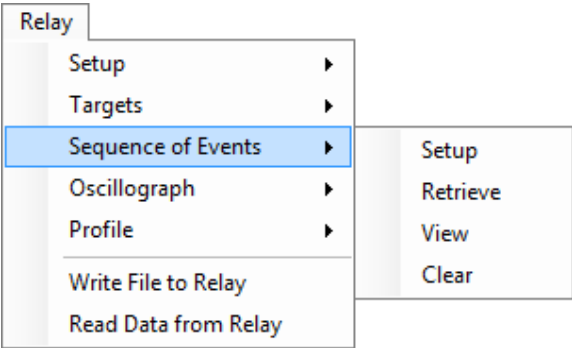 Relay
Setup
Targets
Sequence of Events
Oscillograph
Profile
Write File to Relay
Read Data from Relay
Setup
Retrieve
View
Clear